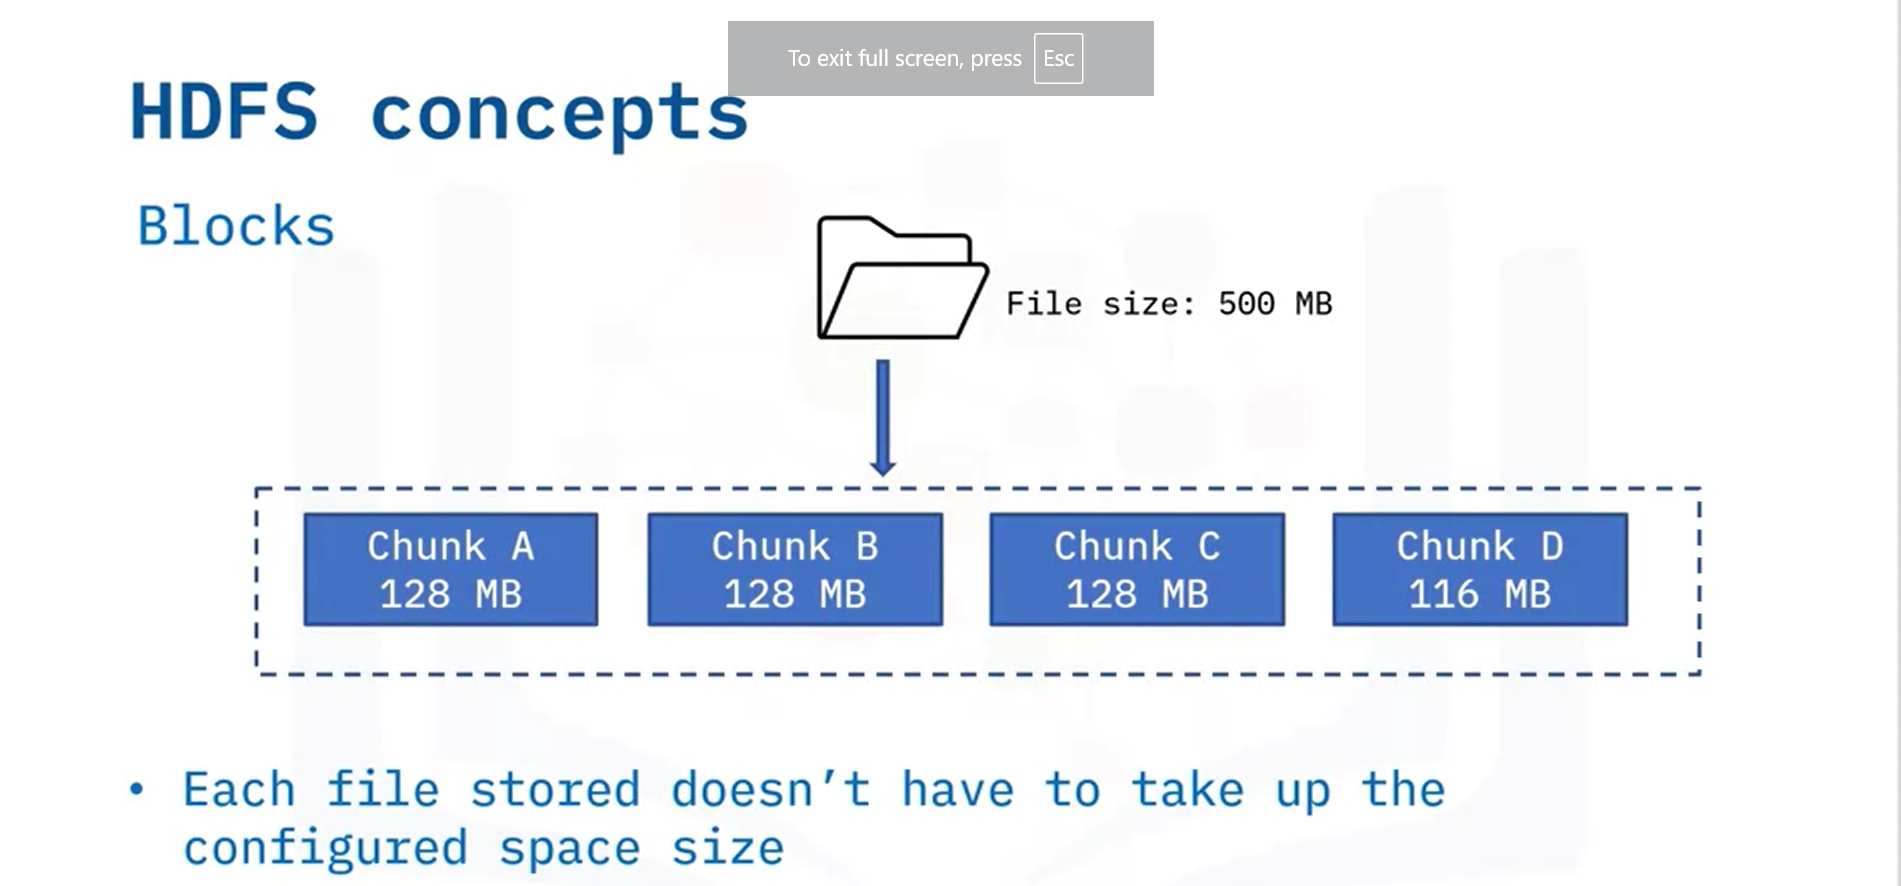 To exit full screen, press Esc
HDFS concepts
Blocks
File size: 500 MB
Chunk A
128 MB
Chunk B
128 MB
Chunk C
128 MB
Chunk D
116 MB
• Each file stored doesn’t have to take up the
configured space size